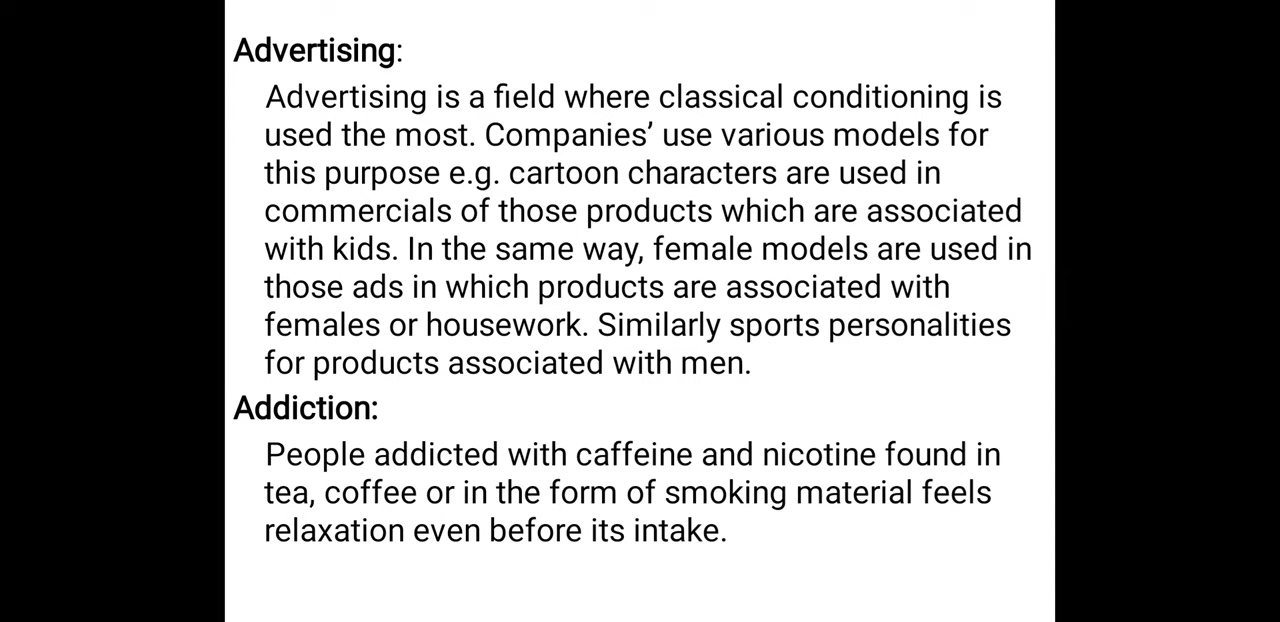 Advertising:
Advertising is a field where classical conditioning is
used the most. Companies’ use various models for
this purpose e.g. cartoon characters are used in
commercials of those products which are associated
with kids. In the same way, female models are used in
those ads in which products are associated with
females or housework. Similarly sports personalities
for products associated with men.
Addiction:
People addicted with caffeine and nicotine found in
tea, coffee or in the form of smoking material feels
relaxation even before its intake.